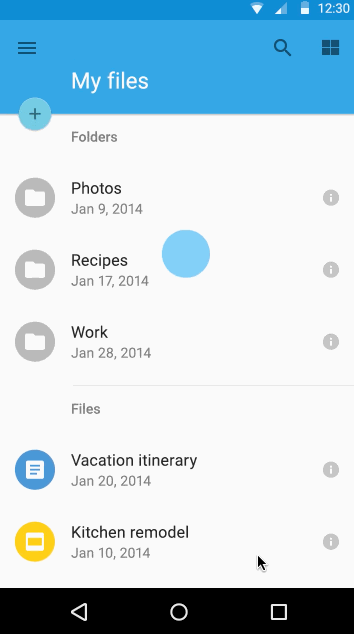 12:30
My files
Folders
Photos
Jan 9, 2014
Recipes
Jan 17, 2014
Work
Jan 28, 2014
Files
Vacation itinerary
Jan 20, 2014
Kitchen remodel
Jan 10, 2014